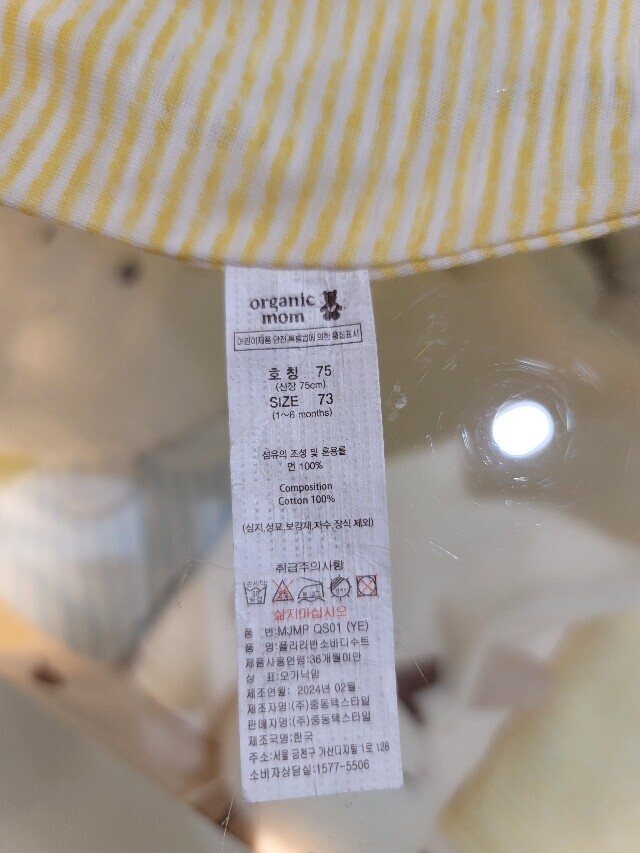 organic
mom
어린이제품 안전 특별법에 의한 품질표시
호 칭 75
(신장 75cm)
SIZE 73
(1~6 months)
섬유의 조성 및 혼용률
면 100%
Composition
Cotton 100%
(심지,성묘,보강재,자수,장식 제외)
취급주의사항
삶지마십시오
품 번:MJMP QS01 (YE)
품 명:플라리반소바디수트
제품사용연령:36개월미만
상 표:오가닉맘
제조연월: 2024년 02월
제조자명:(주)중동텍스타일
판매자명:(주)중동텍스타일
제조국명:한국
주소:서울 금천구 가산디지털 1로 128
소비자상담실:1577-5506